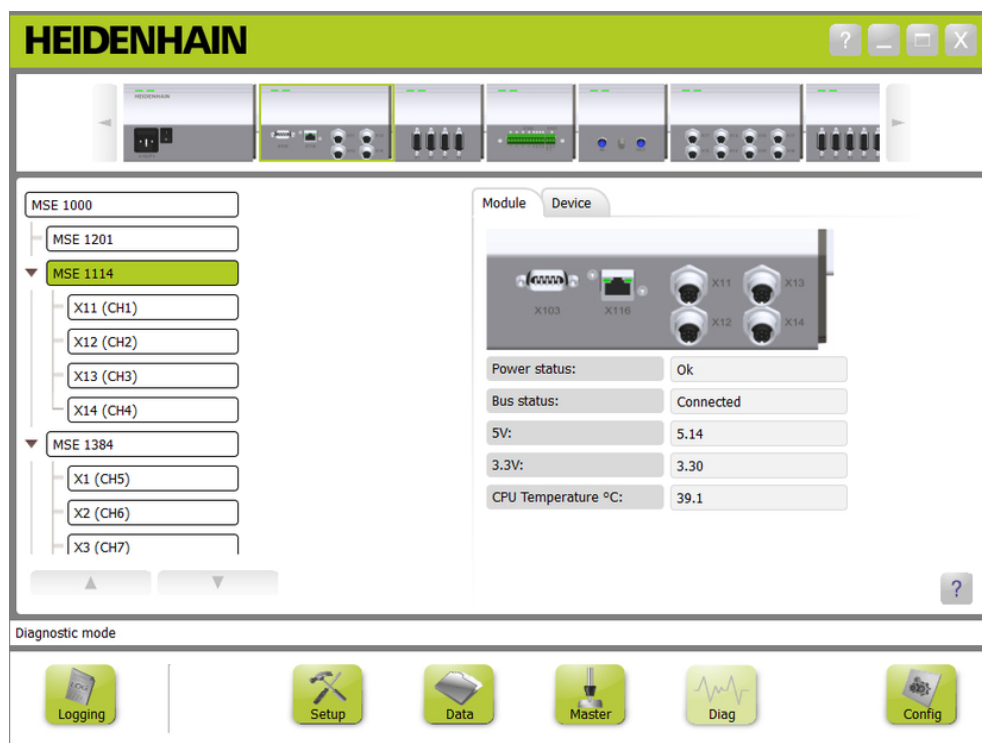 HEIDENHAIN
?
X
HEIDENHAIN
MSE 1000
MSE 1201
MSE 1114
X11 (CH1)
X12 (CH2)
X13 (CH3)
X14 (CH4)
MSE 1384
X1 (CH5)
X2 (CH6)
X3 (CH7)
Module
Device
X103
X116
X11
X13
X12
X14
Power status:
Ok
Bus status:
Connected
5V:
5.14
3.3V:
3.30
CPU Temperature °C:
39.1
?
Diagnostic mode
LOG
Logging
Setup
Data
Master
Diag
Config